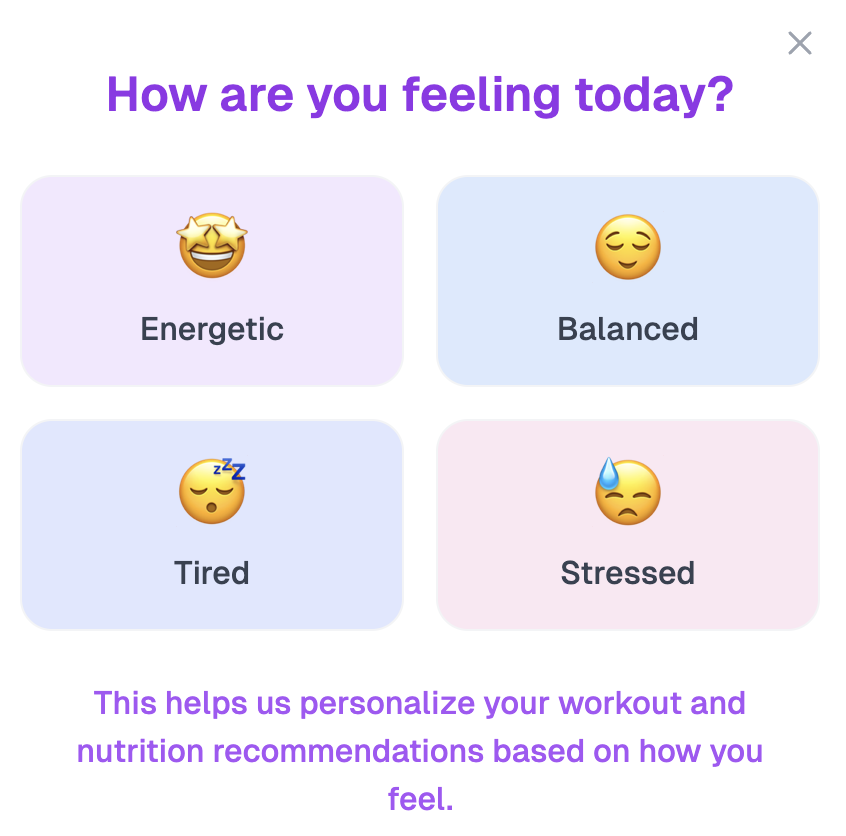 How are you feeling today?
Energetic
Balanced
Tired
Stressed
This helps us personalize your workout and
nutrition recommendations based on how you
feel.